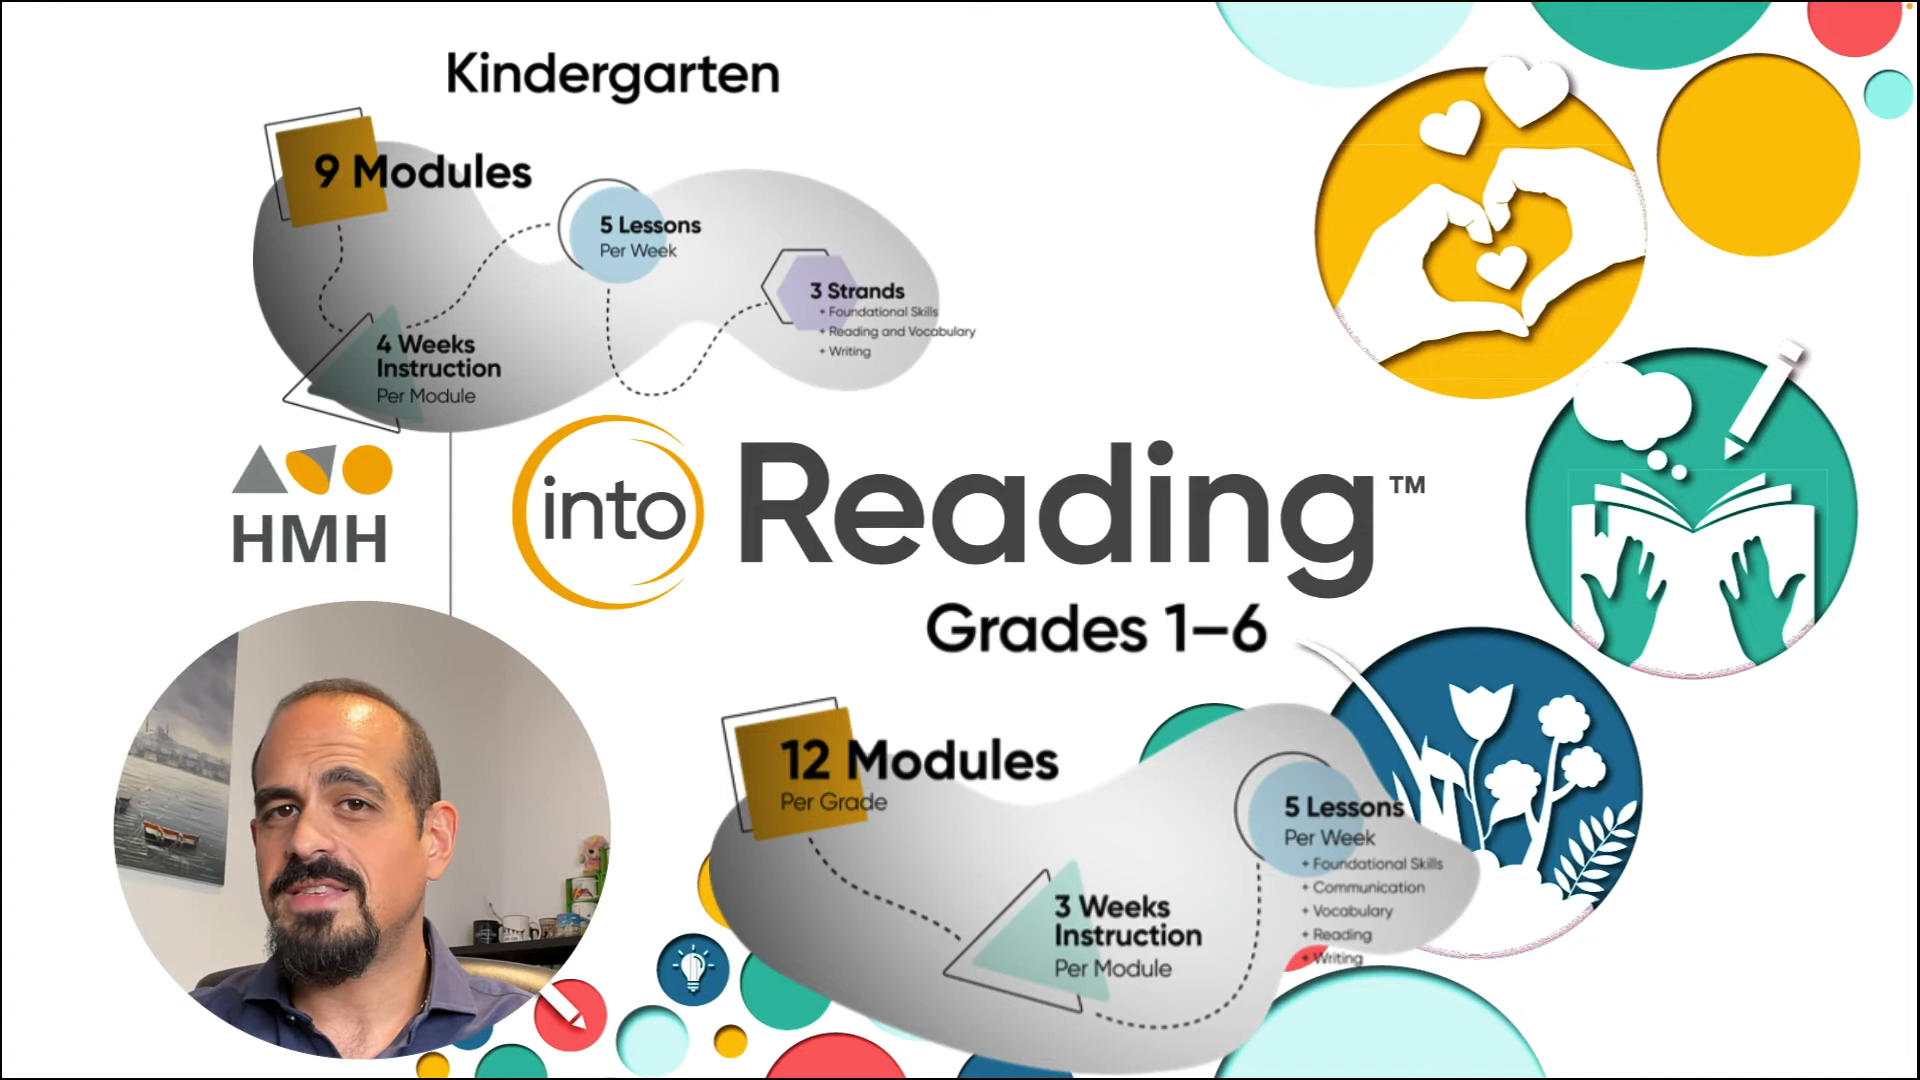 Kindergarten
9 Modules
5 Lessons
Per Week
3 Strands
+ Foundational Skills
+ Reading and Vocabulary
+ Writing
4 Weeks
Instruction
Per Module
HMH
into Reading™
Grades 1–6
12 Modules
Per Grade
5 Lessons
Per Week
+ Foundational Skills
+ Communication
+ Vocabulary
+ Reading
+ Writing
3 Weeks
Instruction
Per Module